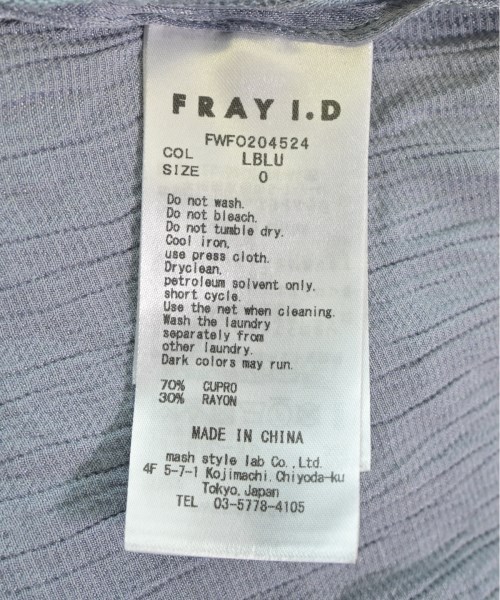 FRAY I.D
FWFO204524
COL LBLU
SIZE 0
Do not wash.
Do not bleach.
Do not tumble dry.
Cool iron,
use press cloth.
Dryclean,
petroleum solvent only,
short cycle.
Use the net when cleaning.
Wash the laundry
separately from
other laundry.
Dark colors may run.
70% CUPRO
30% RAYON
MADE IN CHINA
mash style lab Co.,Ltd.
4F 5-7-1 Kojimachi,Chiyoda-ku
Tokyo,Japan
TEL 03-5778-4105